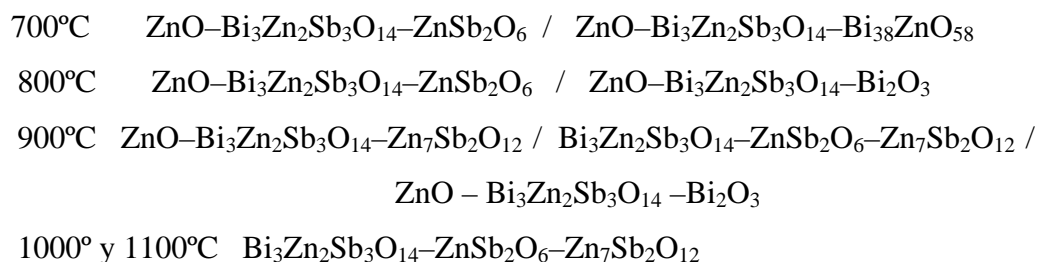 700ºC ZnO–Bi₃Zn₂Sb₃O₁₄–ZnSb₂O₆ / ZnO–Bi₃Zn₂Sb₃O₁₄–Bi₃₈ZnO₅₈
800ºC ZnO–Bi₃Zn₂Sb₃O₁₄–ZnSb₂O₆ / ZnO–Bi₃Zn₂Sb₃O₁₄–Bi₂O₃
900ºC ZnO–Bi₃Zn₂Sb₃O₁₄–Zn₇Sb₂O₁₂ / Bi₃Zn₂Sb₃O₁₄–ZnSb₂O₆–Zn₇Sb₂O₁₂ /
ZnO – Bi₃Zn₂Sb₃O₁₄ –Bi₂O₃
1000º y 1100ºC Bi₃Zn₂Sb₃O₁₄–ZnSb₂O₆–Zn₇Sb₂O₁₂